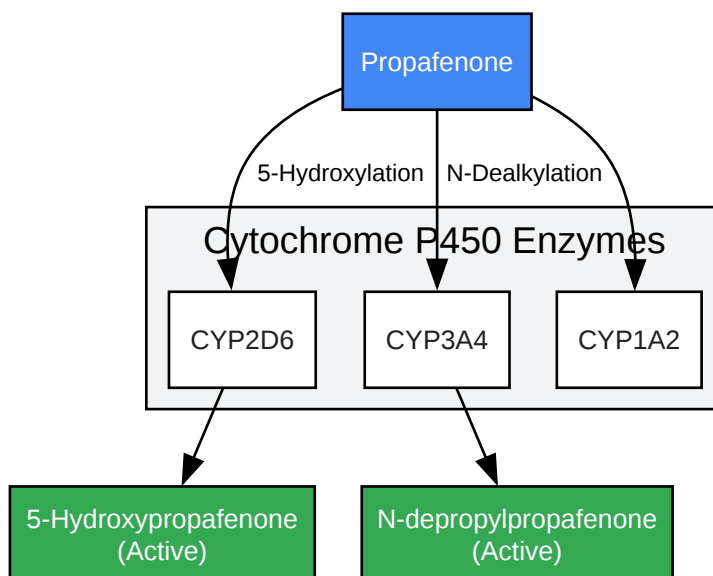 Propafenone
5-Hydroxylation
N-Dealkylation
Cytochrome P450 Enzymes
CYP2D6
CYP3A4
CYP1A2
5-Hydroxypropafenone
(Active)
N-depropylpropafenone
(Active)